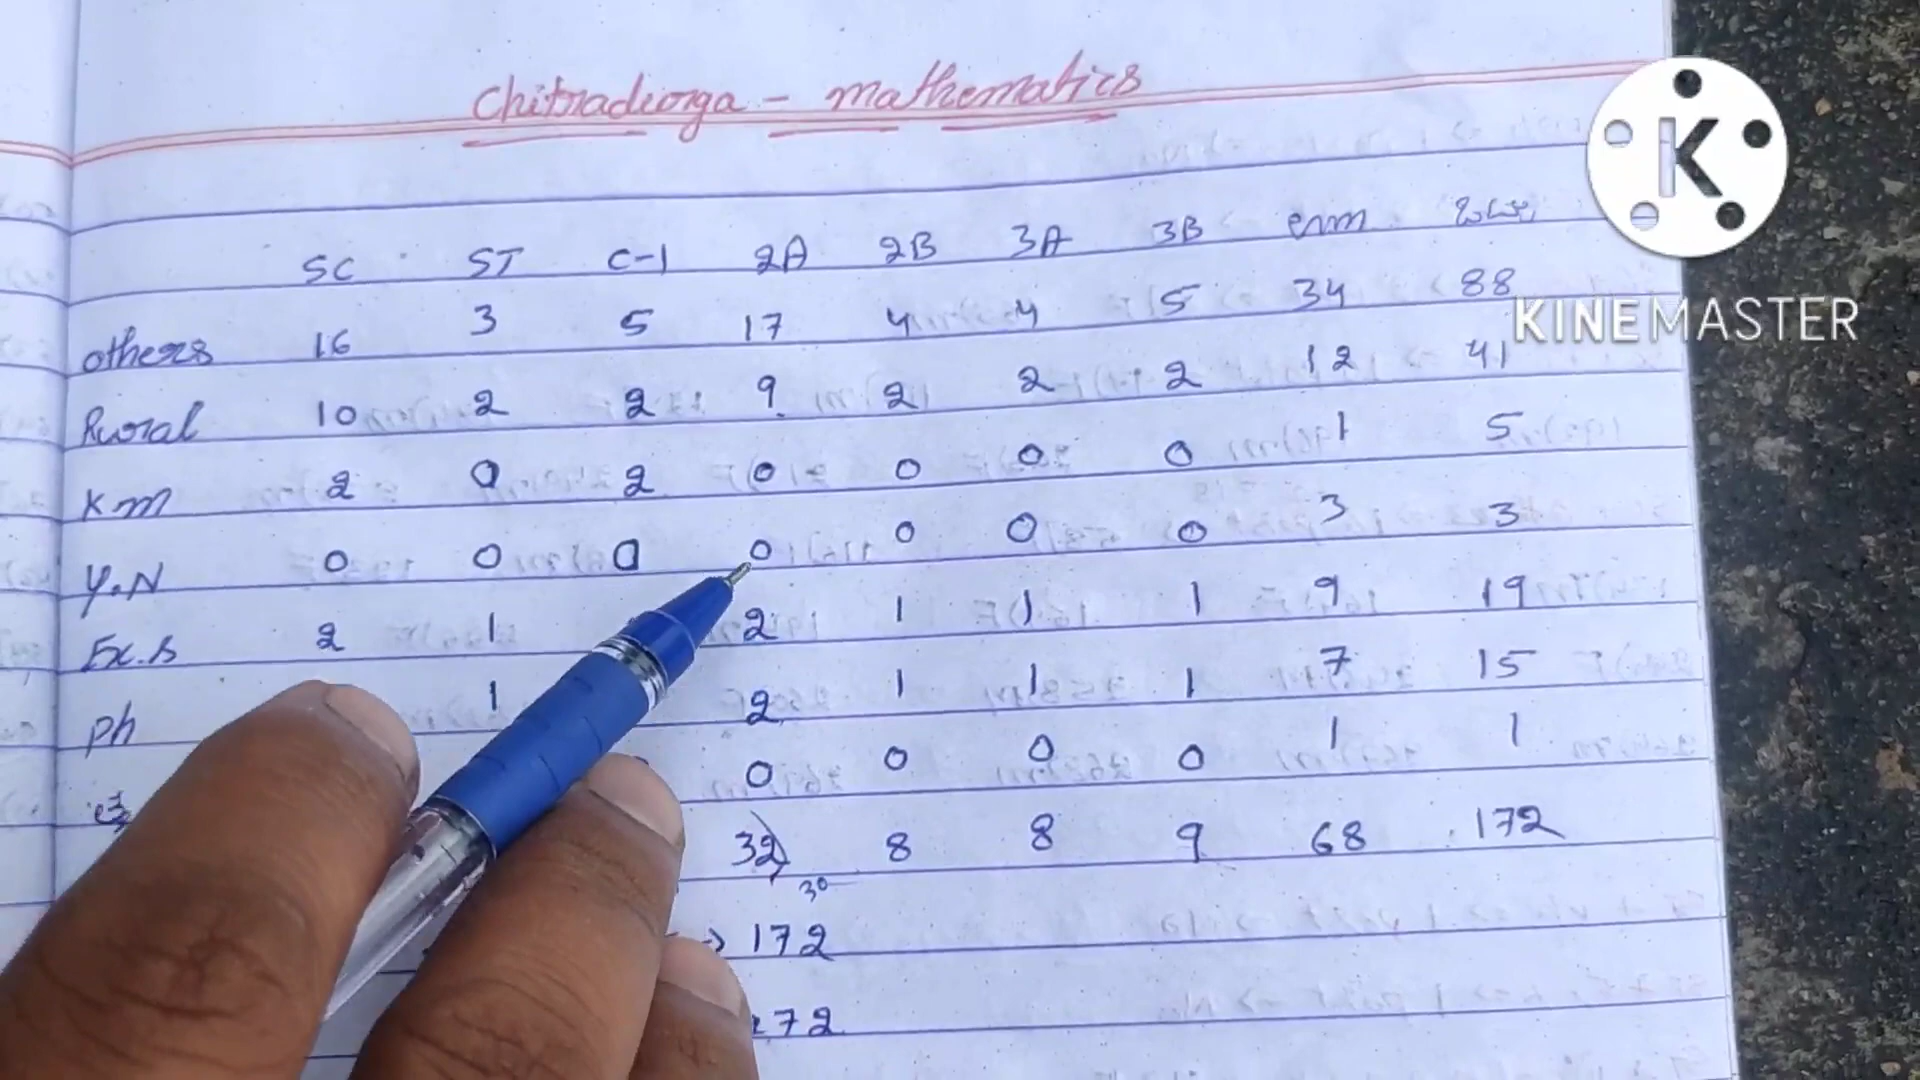 Chitradurga - mathematics
SC ST C-1 2A 2B 3A 3B GM ಒಟ್ಟು
others 16 3 5 17 4 4 5 34 88
Rural 10 2 2 9 2 2 2 12 41
K M 2 0 2 0 0 0 0 1 5
Y.N 0 0 0 0 0 0 0 3 3
Ex.s 2 1 2 1 1 1 9 19
Ph 1 2 1 1 1 7 15
0 0 0 0 1 1
32 8 8 9 68 172
30
→ 172
172
K
KINEMASTER